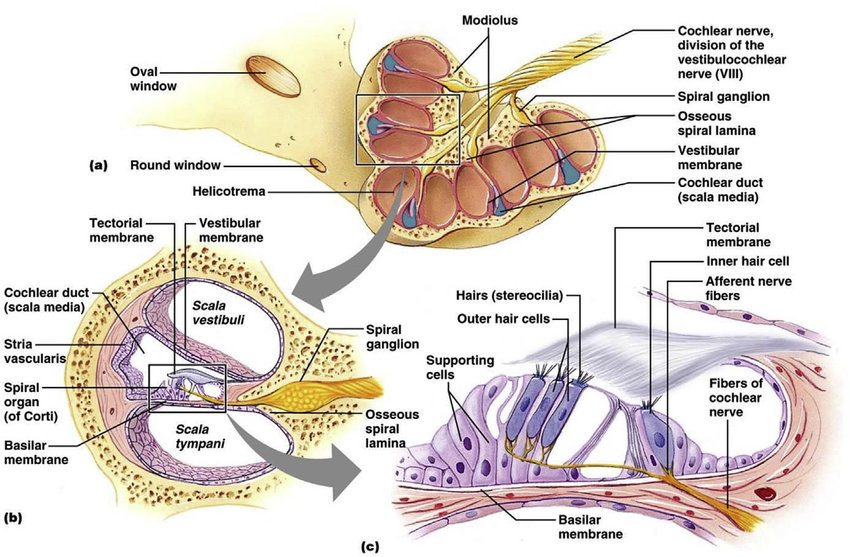 Modiolus
Cochlear nerve,
division of the
vestibulocochlear
nerve (VIII)
Oval
window
Spiral ganglion
Osseous
spiral lamina
Vestibular
membrane
(a)
Round window
Helicotrema
Cochlear duct
(scala media)
Tectorial
membrane
Vestibular
membrane
Cochlear duct
(scala media)
Scala
vestibuli
Stria
vascularis
Spiral
ganglion
Spiral
organ
(of Corti)
Scala
tympani
Osseous
spiral
lamina
Basilar
membrane
(b)
Tectorial
membrane
Inner hair cell
Afferent nerve
fibers
Hairs (stereocilia)
Outer hair cells
Supporting
cells
Fibers of
cochlear
nerve
Basilar
membrane
(c)